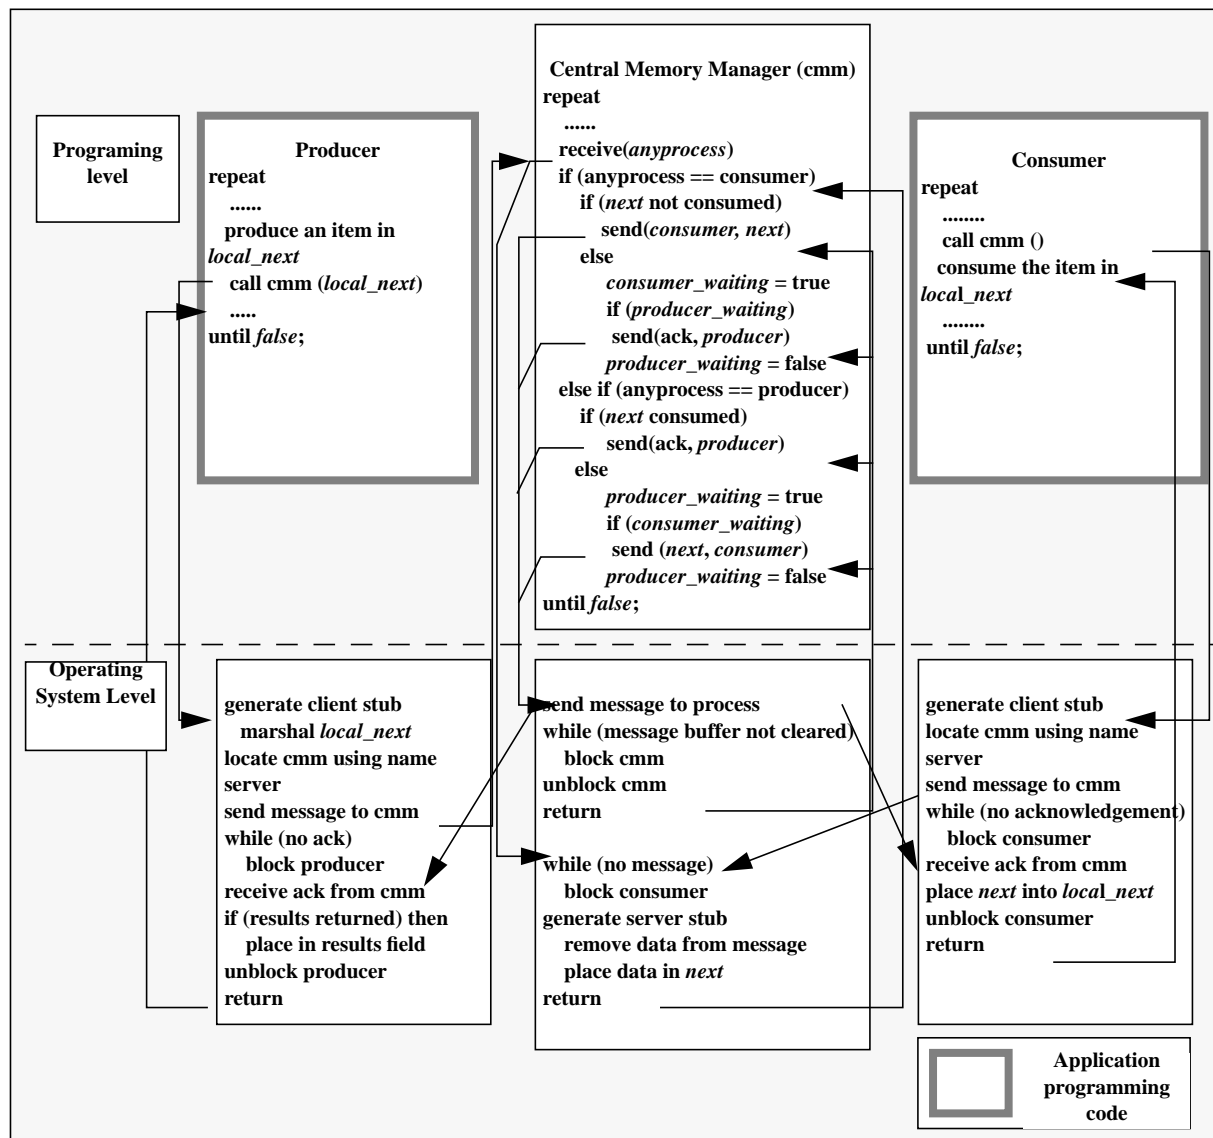 Programing
level
Producer
repeat
......
produce an item in
local_next
call cmm (local_next)
.....
until false;
Central Memory Manager (cmm)
repeat
......
receive(anyprocess)
if (anyprocess == consumer)
if (next not consumed)
send(consumer, next)
else
consumer_waiting = true
if (producer_waiting)
send(ack, producer)
producer_waiting = false
else if (anyprocess == producer)
if (next consumed)
send(ack, producer)
else
producer_waiting = true
if (consumer_waiting)
send (next, consumer)
producer_waiting = false
until false;
Consumer
repeat
........
call cmm ()
consume the item in
local_next
........
until false;
Operating
System Level
generate client stub
marshal local_next
locate cmm using name
server
send message to cmm
while (no ack)
block producer
receive ack from cmm
if (results returned) then
place in results field
unblock producer
return
send message to process
while (message buffer not cleared)
block cmm
unblock cmm
return
while (no message)
block consumer
generate server stub
remove data from message
place data in next
return
generate client stub
locate cmm using name
server
send message to cmm
while (no acknowledgement)
block consumer
receive ack from cmm
place next into local_next
unblock consumer
return
Application
programming
code